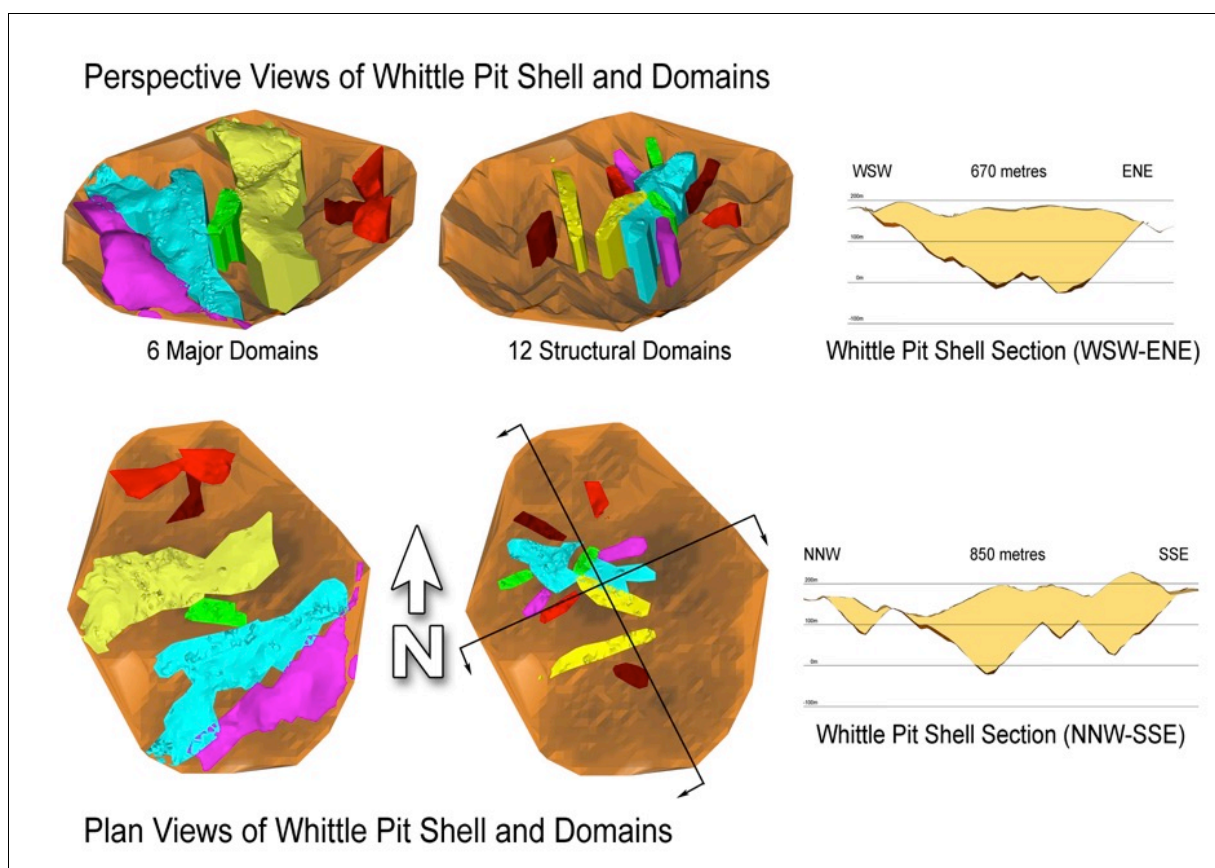 Perspective Views of Whittle Pit Shell and Domains
WSW 670 metres ENE
200m
100m
0m
-100m
6 Major Domains
12 Structural Domains
Whittle Pit Shell Section (WSW-ENE)
N
NNW 850 metres SSE
200m
100m
0m
-100m
Whittle Pit Shell Section (NNW-SSE)
Plan Views of Whittle Pit Shell and Domains